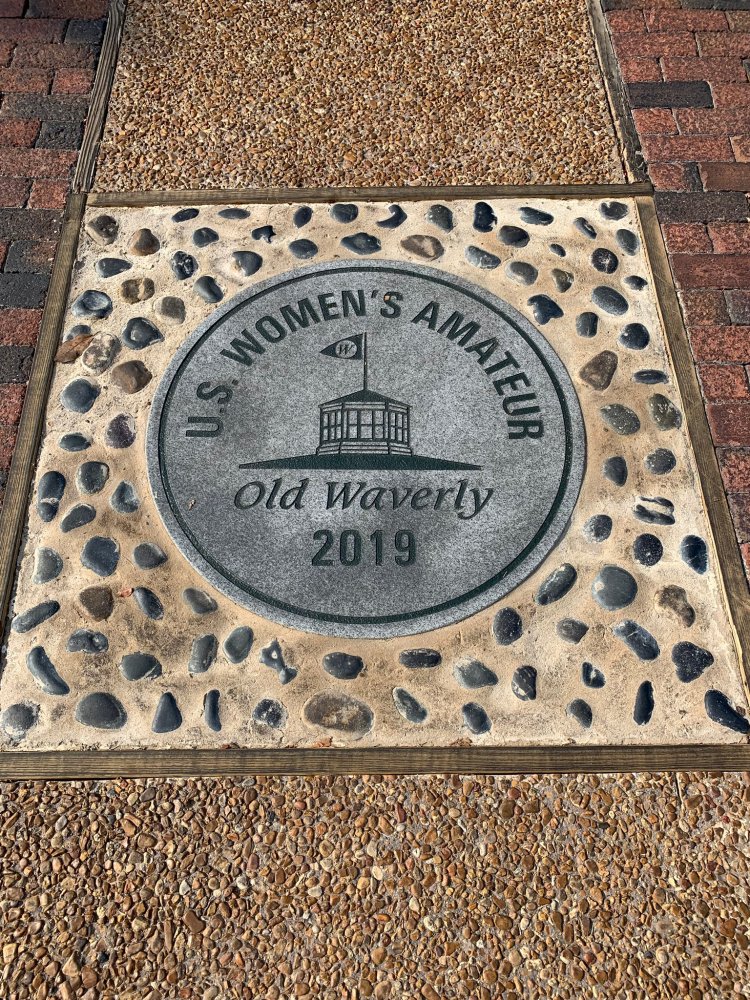 U.S. WOMEN'S AMATEUR
W
Old Waverly
2019